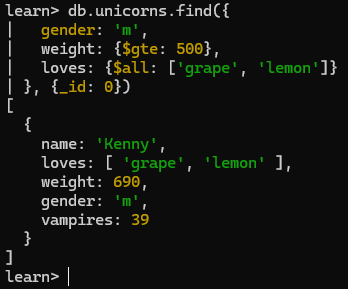 learn> db.unicorns.find({
|   gender: 'm',
|   weight: {$gte: 500},
|   loves: {$all: ['grape', 'lemon']}
| }, {_id: 0})
[
  {
    name: 'Kenny',
    loves: [ 'grape', 'lemon' ],
    weight: 690,
    gender: 'm',
    vampires: 39
  }
]
learn>